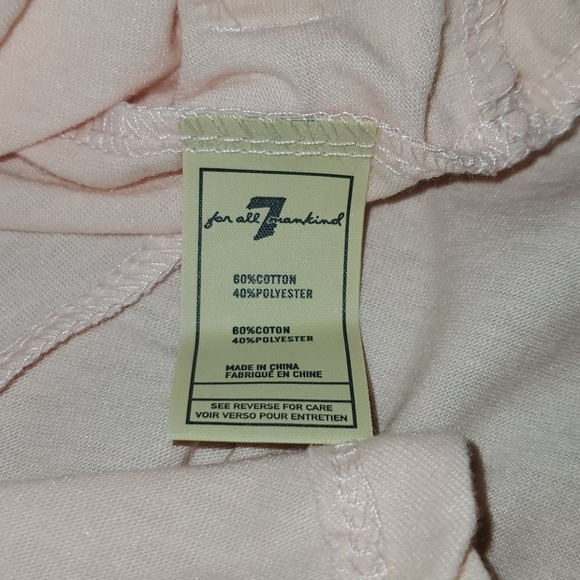 for all 7 mankind
60%COTTON
40%POLYESTER
60%COTON
40%POLYESTER
MADE IN CHINA
FABRIQUÉ EN CHINE
SEE REVERSE FOR CARE
VOIR VERSO POUR ENTRETIEN